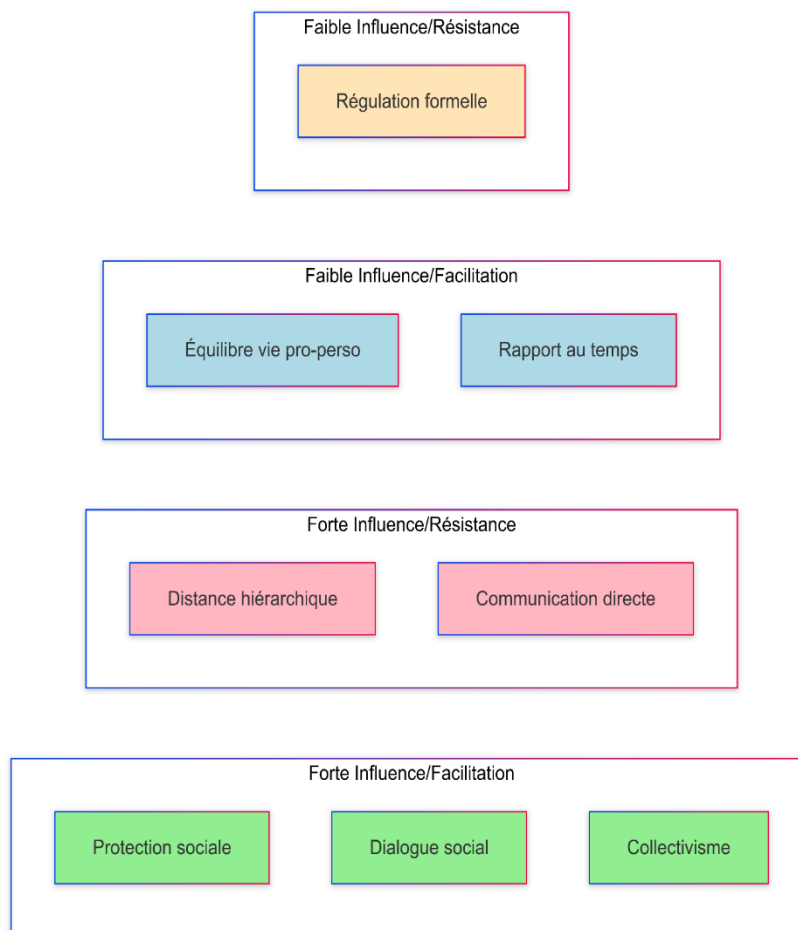 Faible Influence/Résistance
Régulation formelle
Faible Influence/Facilitation
Équilibre vie pro-perso
Rapport au temps
Forte Influence/Résistance
Distance hiérarchique
Communication directe
Forte Influence/Facilitation
Protection sociale
Dialogue social
Collectivisme